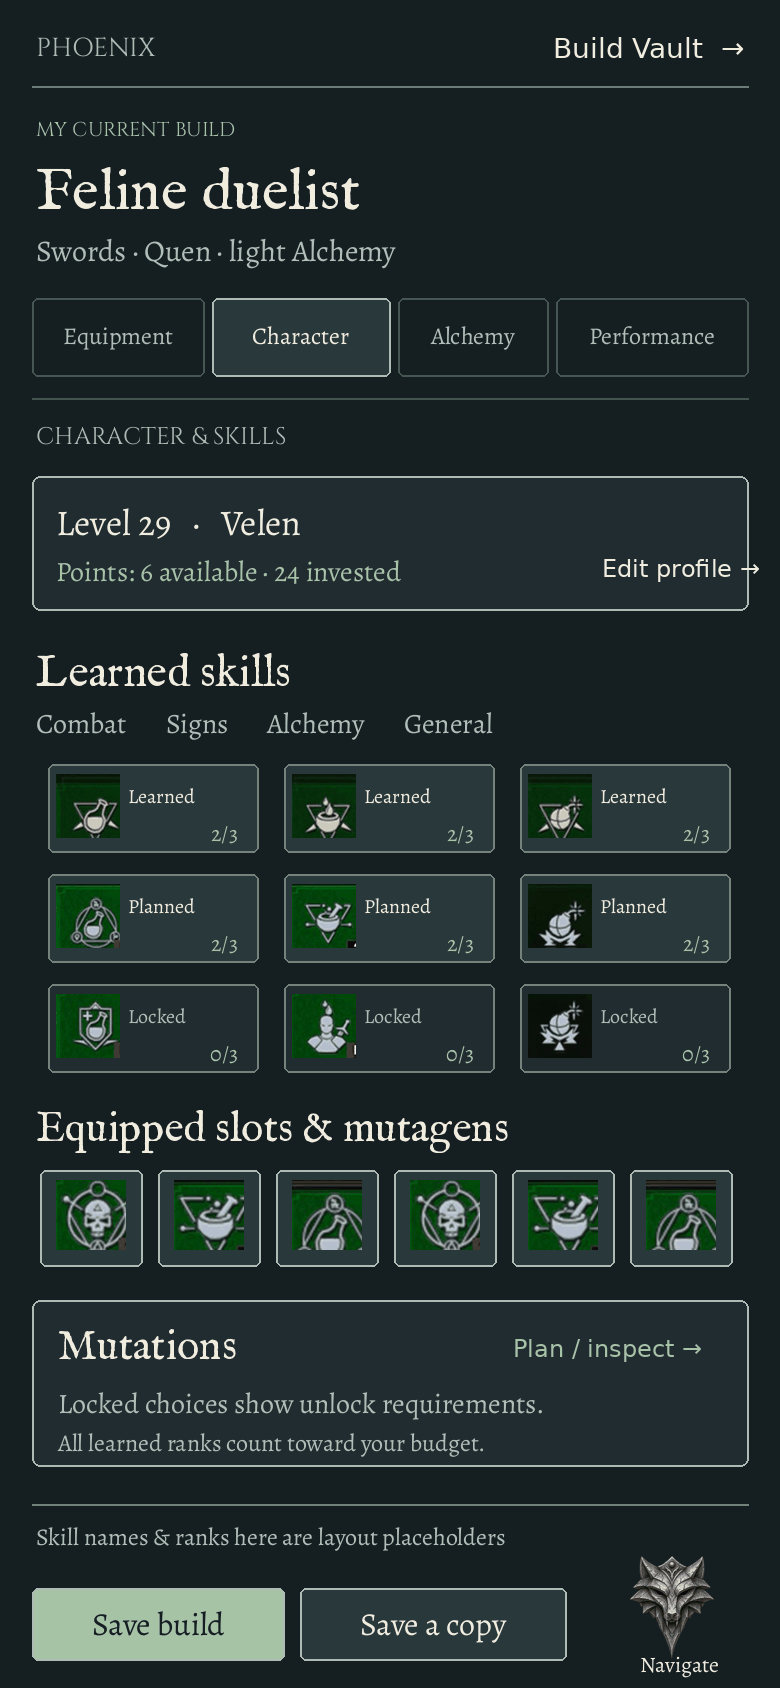 PHOENIX
Build Vault →
MY CURRENT BUILD
Feline duelist
Swords · Quen · light Alchemy
Equipment
Character
Alchemy
Performance
CHARACTER & SKILLS
Level 29 · Velen
Points: 6 available · 24 invested
Edit profile →
Learned skills
Combat Signs Alchemy General
Learned
2/3
Learned
2/3
Learned
2/3
Planned
2/3
Planned
2/3
Planned
2/3
Locked
0/3
Locked
0/3
Locked
0/3
Equipped slots & mutagens
Mutations
Plan / inspect →
Locked choices show unlock requirements.
All learned ranks count toward your budget.
Skill names & ranks here are layout placeholders
Save build
Save a copy
Navigate